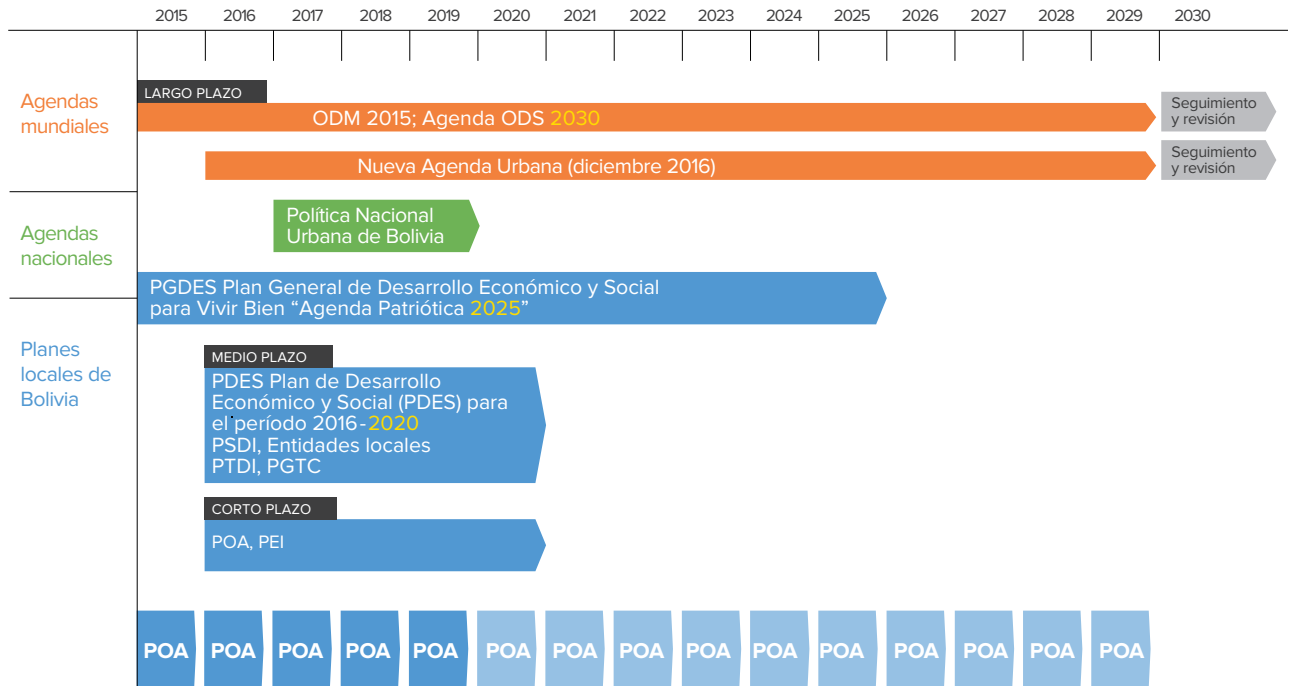 2015 2016 2017 2018 2019 2020 2021 2022 2023 2024 2025 2026 2027 2028 2029 2030
Agendas
mundiales
LARGO PLAZO
ODM 2015; Agenda ODS 2030
Seguimiento
y revisión
Nueva Agenda Urbana (diciembre 2016)
Seguimiento
y revisión
Agendas
nacionales
Política Nacional
Urbana de Bolivia
PGDES Plan General de Desarrollo Económico y Social
para Vivir Bien “Agenda Patriótica 2025”
Planes
locales de
Bolivia
MEDIO PLAZO
PDES Plan de Desarrollo
Económico y Social (PDES) para
el período 2016-2020
PSDI, Entidades locales
PTDI, PGTC
CORTO PLAZO
POA, PEI
POA POA POA POA POA POA POA POA POA POA POA POA POA POA POA